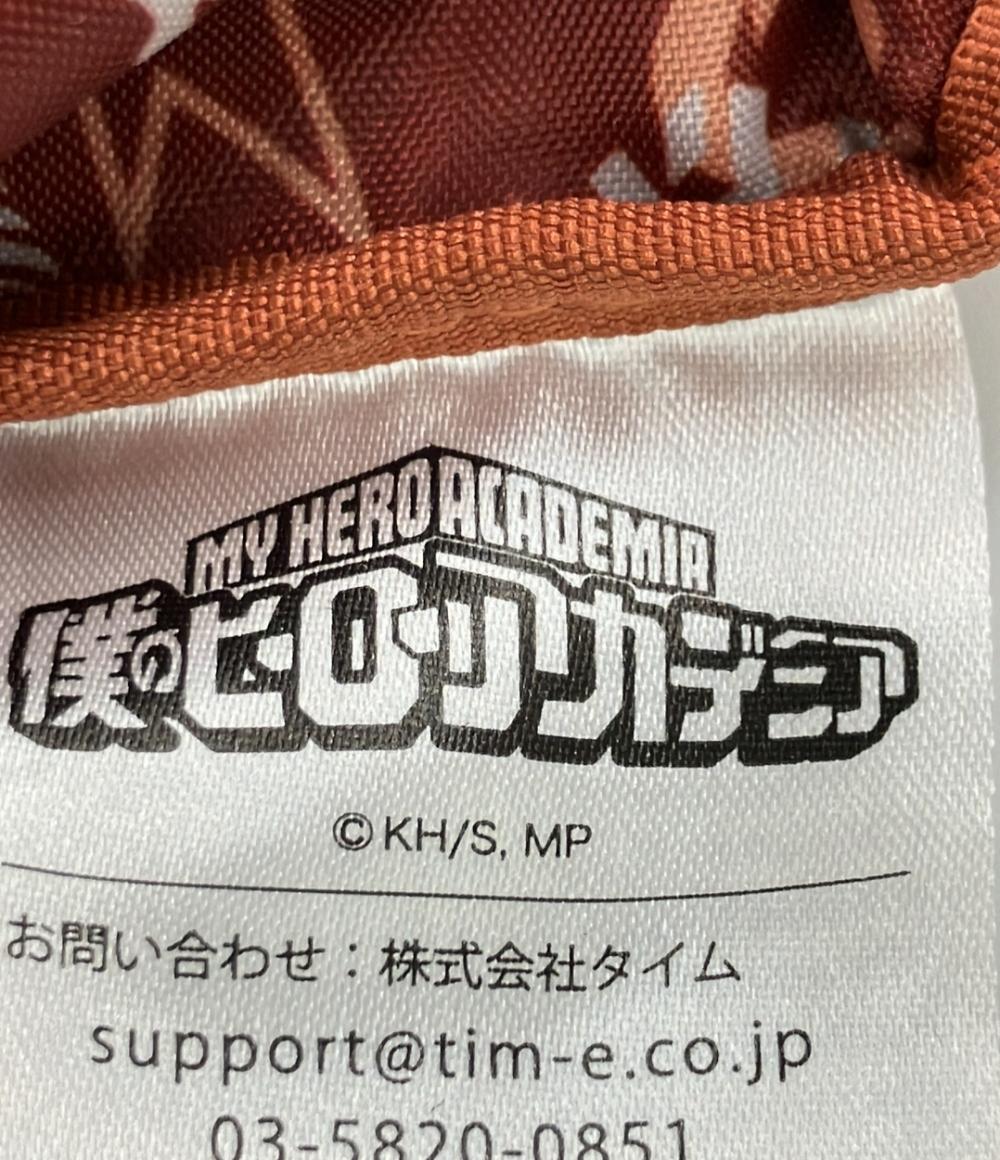 MY HERO ACADEMIA
僕のヒーローアカデミア
©KH/S, MP
お問い合わせ：株式会社タイム
support@tim-e.co.jp
03-5820-0851